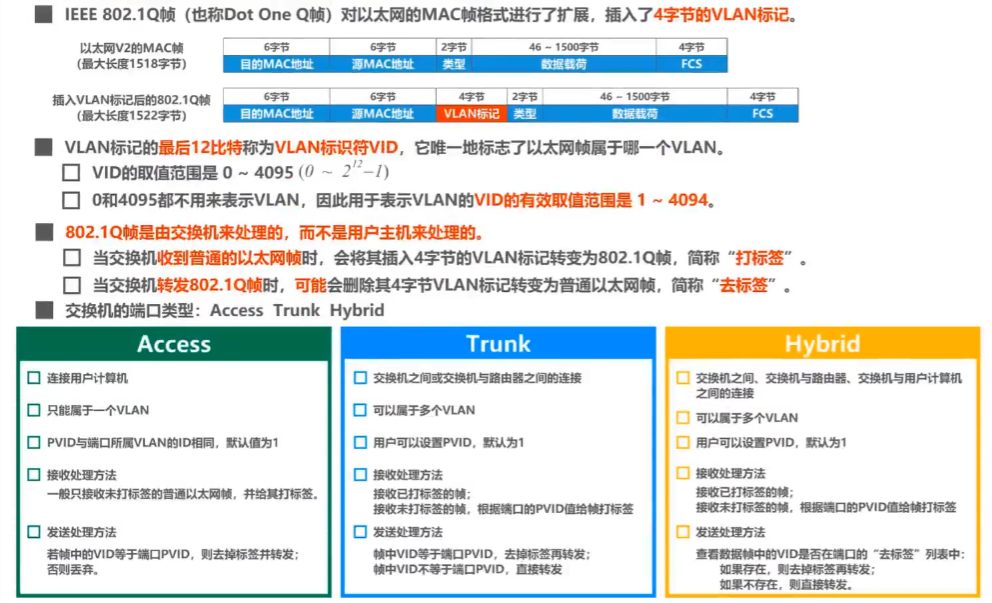 IEEE 802.1Q帧（也称Dot One Q帧）对以太网的MAC帧格式进行了扩展，插入了4字节的VLAN标记。
以太网V2的MAC帧
（最大长度1518字节）
6字节 6字节 2字节 46 ~ 1500字节 4字节
目的MAC地址 源MAC地址 类型 数据载荷 FCS
插入VLAN标记后的802.1Q帧
（最大长度1522字节）
6字节 6字节 4字节 2字节 46 ~ 1500字节 4字节
目的MAC地址 源MAC地址 VLAN标记 类型 数据载荷 FCS
VLAN标记的最后12比特称为VLAN标识符VID，它唯一地标志了以太网帧属于哪一个VLAN。
VID的取值范围是 0 ~ 4095 (0 ~ 2^12-1)
0和4095都不用来表示VLAN，因此用于表示VLAN的VID的有效取值范围是 1 ~ 4094。
802.1Q帧是由交换机来处理的，而不是用户主机来处理的。
当交换机收到普通的以太网帧时，会将其插入4字节的VLAN标记转变为802.1Q帧，简称“打标签”。
当交换机转发802.1Q帧时，可能会删除其4字节VLAN标记转变为普通以太网帧，简称“去标签”。
交换机的端口类型：Access Trunk Hybrid
Access
连接用户计算机
只能属于一个VLAN
PVID与端口所属VLAN的ID相同，默认值为1
接收处理方法
一般只接收未打标签的普通以太网帧，并给其打标签。
发送处理方法
若帧中的VID等于端口PVID，则去掉标签并转发；
否则丢弃。
Trunk
交换机之间或交换机与路由器之间的连接
可以属于多个VLAN
用户可以设置PVID，默认为1
接收处理方法
接收已打标签的帧；
接收未打标签的帧，根据端口的PVID值给帧打标签
发送处理方法
帧中VID等于端口PVID，去掉标签再转发；
帧中VID不等于端口PVID，直接转发
Hybrid
交换机之间、交换机与路由器、交换机与用户计算机
之间的连接
可以属于多个VLAN
用户可以设置PVID，默认为1
接收处理方法
接收已打标签的帧；
接收未打标签的帧，根据端口的PVID值给帧打标签
发送处理方法
查看数据帧中的VID是否在端口的“去标签”列表中：
如果存在，则去掉标签再转发；
如果不存在，则直接转发。